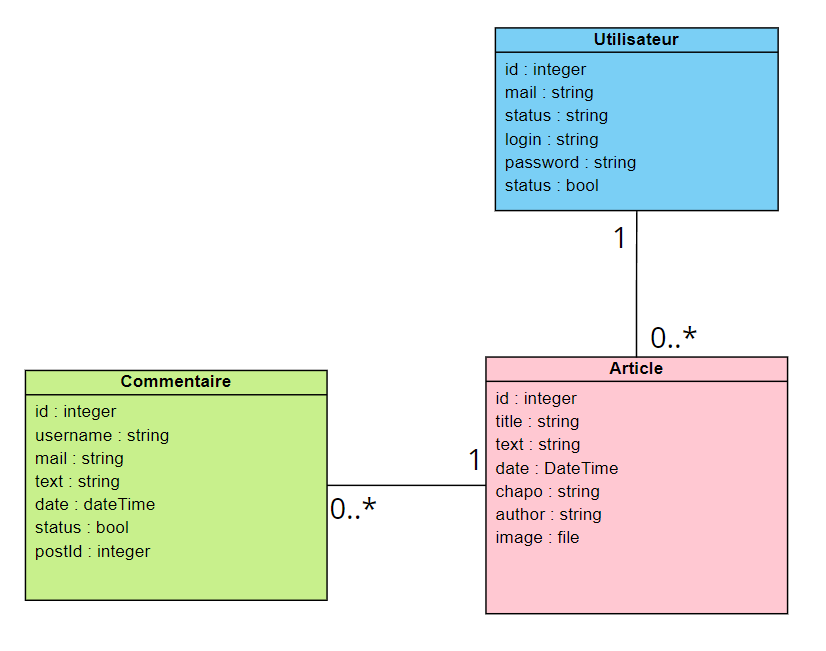 Utilisateur
id : integer
mail : string
status : string
login : string
password : string
status : bool
1
0..*
Article
id : integer
title : string
text : string
date : DateTime
chapo : string
author : string
image : file
1
0..*
Commentaire
id : integer
username : string
mail : string
text : string
date : dateTime
status : bool
postId : integer